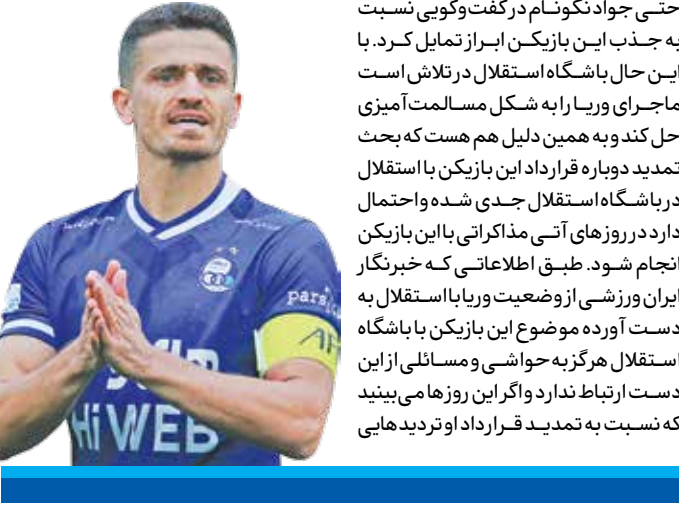 حتی جواد نکونام در گفت‌وگویی نسبت
به جذب این بازیکن ابراز تمایل کرد. با
این حال باشگاه استقلال در تلاش است
ماجرای وریا را به شکل مسالمت‌آمیزی
حل کند و به همین دلیل هم هست که بحث
تمدید دوباره قرارداد این بازیکن با استقلال
در باشگاه استقلال جدی شده و احتمال
دارد در روزهای آتی مذاکراتی با این بازیکن
انجام شود. طبق اطلاعاتی که خبرنگار
ایران ورزشی از وضعیت وریا با استقلال به
دست آورده موضوع این بازیکن با باشگاه
استقلال هرگز به حواشی و مسائلی از این
دست ارتباط ندارد و اگر این روزها می‌بینید
که نسبت به تمدید قرارداد او تردیدهایی
pars
AF
HiWEB